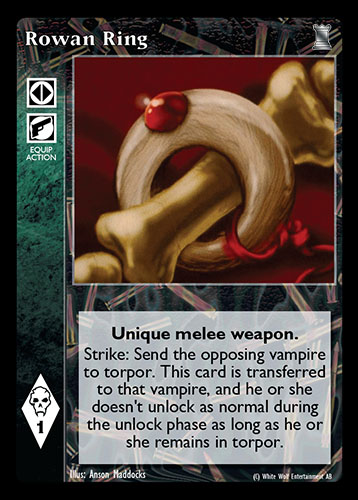 Rowan Ring
EQUIP
ACTION
Unique melee weapon.
Strike: Send the opposing vampire
to torpor. This card is transferred
to that vampire, and he or she
doesn't unlock as normal during
the unlock phase as long as he or
she remains in torpor.
1
Illus: Anson Maddocks
(C) White Wolf Entertainment AB